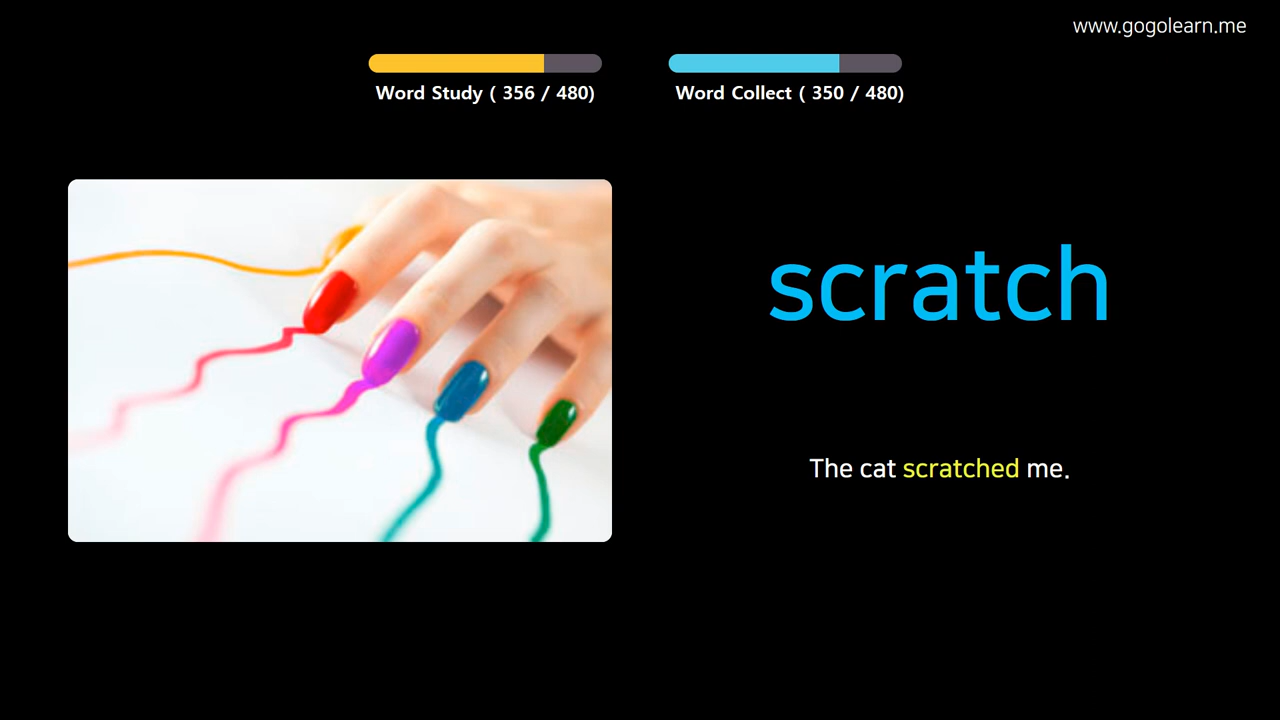 www.gogolearn.me
Word Study ( 356 / 480)
Word Collect ( 350 / 480)
scratch
The cat scratched me.